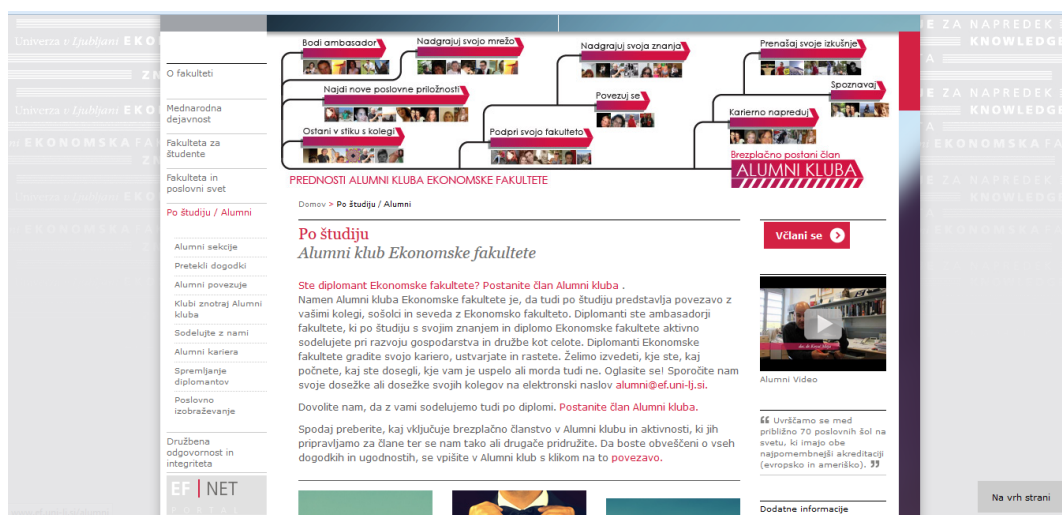 Univerza v Ljubljani EKO
E ZA NAPREDEK
KNOWLEDG
Bodi ambasador
Nadgrajuj svojo mrežo
Nadgrajuj svoja znanja
Prenašaj svoje izkušnje
Najdi nove poslovne priložnosti
Povezuj se
Spoznavaj
Ostani v stiku s kolegi
Podpri svojo fakulteto
Karierno napreduj
Brezplačno postani član
ALUMNI KLUBA
PREDNOSTI ALUMNI KLUBA EKONOMSKE FAKULTETE
O fakulteti
Mednarodna
dejavnost
Fakulteta za
študente
Fakulteta in
poslovni svet
Po študiju / Alumni
Alumni sekcije
Pretekli dogodki
Alumni povezuje
Klubi znotraj Alumni
kluba
Sodelujte z nami
Alumni kariera
Spremljanje
diplomantov
Poslovno
izobraževanje
Družbena
odgovornost in
integriteta
EF | NET
PORTAL
Domov > Po študiju / Alumni
Po študiju
Alumni klub Ekonomske fakultete
Ste diplomant Ekonomske fakultete? Postanite član Alumni kluba .
Namen Alumni kluba Ekonomske fakultete je, da tudi po študiju predstavlja povezavo z
vašimi kolegi, sošolci in seveda z Ekonomsko fakulteto. Diplomanti ste ambasadorji
fakultete, ki po študiju s svojim znanjem in diplomo Ekonomske fakultete aktivno
sodelujete pri razvoju gospodarstva in družbe kot celote. Diplomanti Ekonomske
fakultete gradite svojo kariero, ustvarjate in rastete. Želimo izvedeti, kje ste, kaj
počnete, kaj ste dosegli, kje vam je uspelo ali morda tudi ne. Oglasite se! Sporočite nam
svoje dosežke ali dosežke svojih kolegov na elektronski naslov alumni@ef.uni-lj.si.
Dovolite nam, da z vami sodelujemo tudi po diplomi. Postanite član Alumni kluba.
Spodaj preberite, kaj vključuje brezplačno članstvo v Alumni klubu in aktivnosti, ki jih
pripravljamo za člane ter se nam tako ali drugače pridružite. Da boste obveščeni o vseh
dogodkih in ugodnostih, se vpišite v Alumni klub s klikom na to povezavo.
Včlani se
Alumni Video
Uvrščamo se med
približno 70 poslovnih šol na
svetu, ki imajo obe
najpomembnejši akreditaciji
(evropsko in ameriško).
Dodatne informacije
Na vrh strani